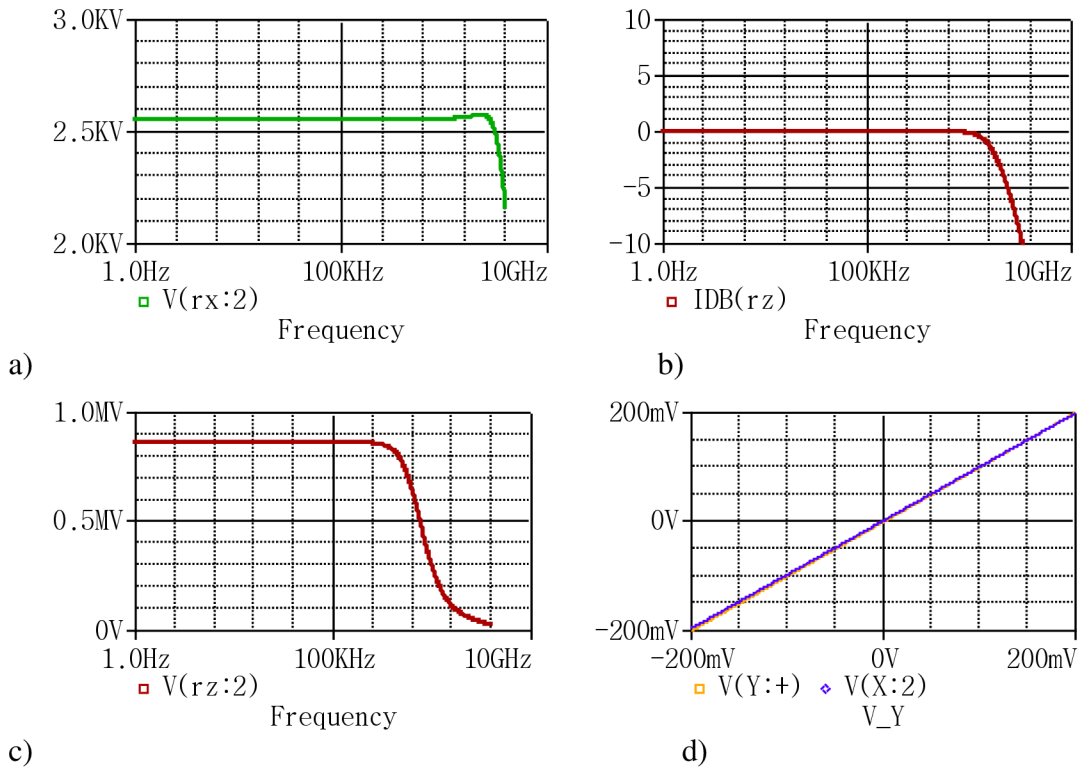 3.0KV
2.5KV
2.0KV
1.0Hz 100KHz 10GHz
V(rx:2)
Frequency
a)
10
5
0
-5
-10
1.0Hz 100KHz 10GHz
IDB(rz)
Frequency
b)
1.0MV
0.5MV
0V
1.0Hz 100KHz 10GHz
V(rz:2)
Frequency
c)
200mV
0V
-200mV
-200mV 0V 200mV
V(Y:+) V(X:2)
V_Y
d)